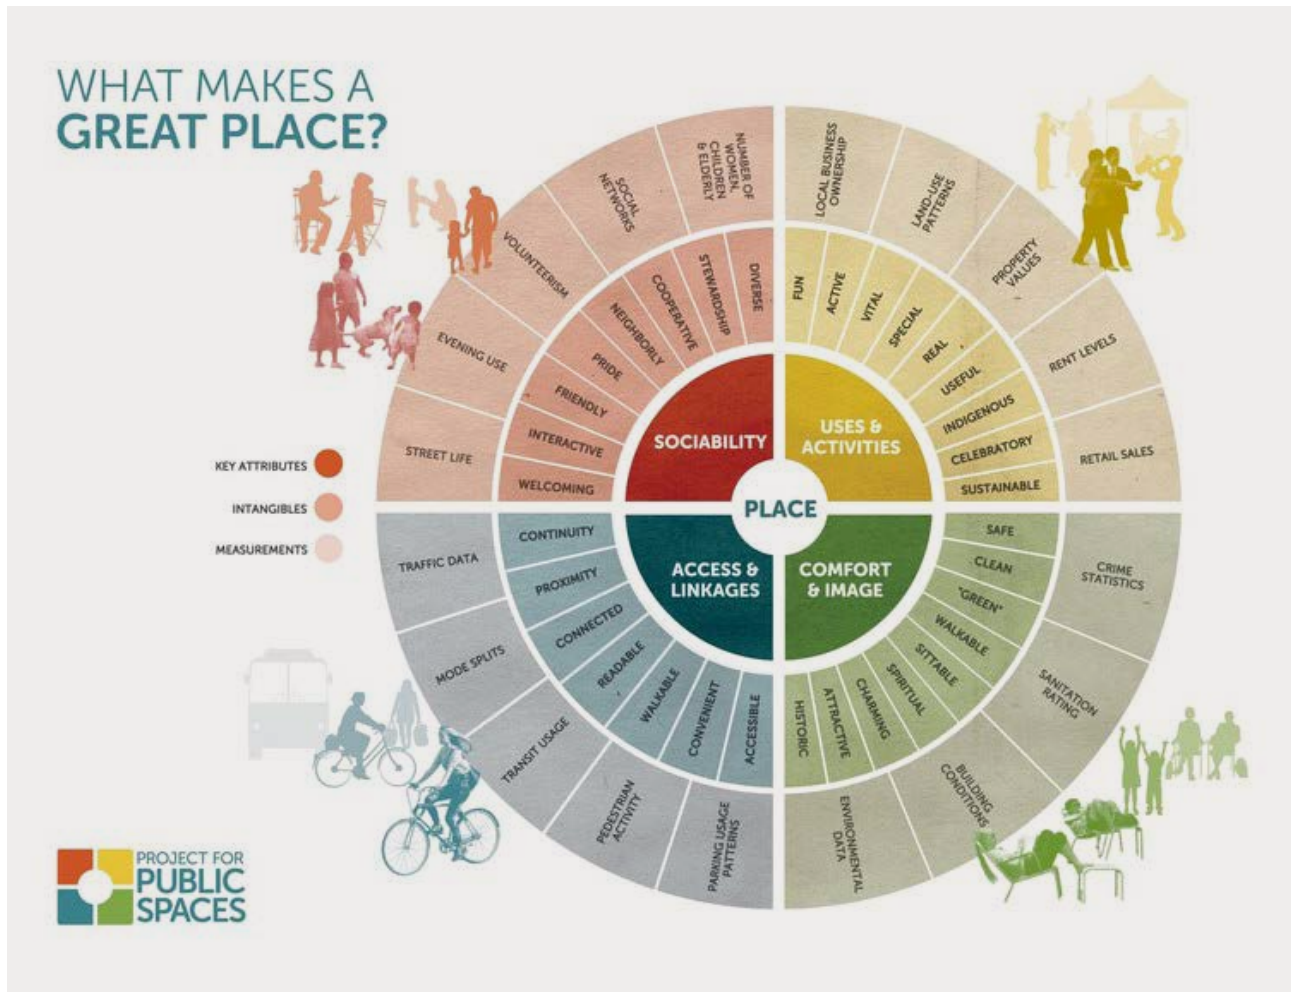 WHAT MAKES A
GREAT PLACE?
KEY ATTRIBUTES
INTANGIBLES
MEASUREMENTS
PLACE
SOCIABILITY
USES &
ACTIVITIES
ACCESS &
LINKAGES
COMFORT
& IMAGE
WELCOMING
INTERACTIVE
FRIENDLY
PRIDE
NEIGHBORLY
COOPERATIVE
STEWARDSHIP
DIVERSE
FUN
ACTIVE
VITAL
SPECIAL
REAL
USEFUL
INDIGENOUS
CELEBRATORY
SUSTAINABLE
SAFE
CLEAN
"GREEN"
WALKABLE
SITTABLE
SPIRITUAL
CHARMING
ATTRACTIVE
HISTORIC
ACCESSIBLE
CONVENIENT
WALKABLE
READABLE
CONNECTED
PROXIMITY
CONTINUITY
STREET LIFE
EVENING USE
VOLUNTEERISM
SOCIAL
NETWORKS
NUMBER OF
WOMEN,
CHILDREN
& ELDERLY
LOCAL BUSINESS
OWNERSHIP
LAND-USE
PATTERNS
PROPERTY
VALUES
RENT LEVELS
RETAIL SALES
CRIME
STATISTICS
SANITATION
RATING
BUILDING
CONDITIONS
ENVIRONMENTAL
DATA
PARKING USAGE
PATTERNS
PEDESTRIAN
ACTIVITY
TRANSIT USAGE
MODE SPLITS
TRAFFIC DATA
PROJECT FOR
PUBLIC
SPACES